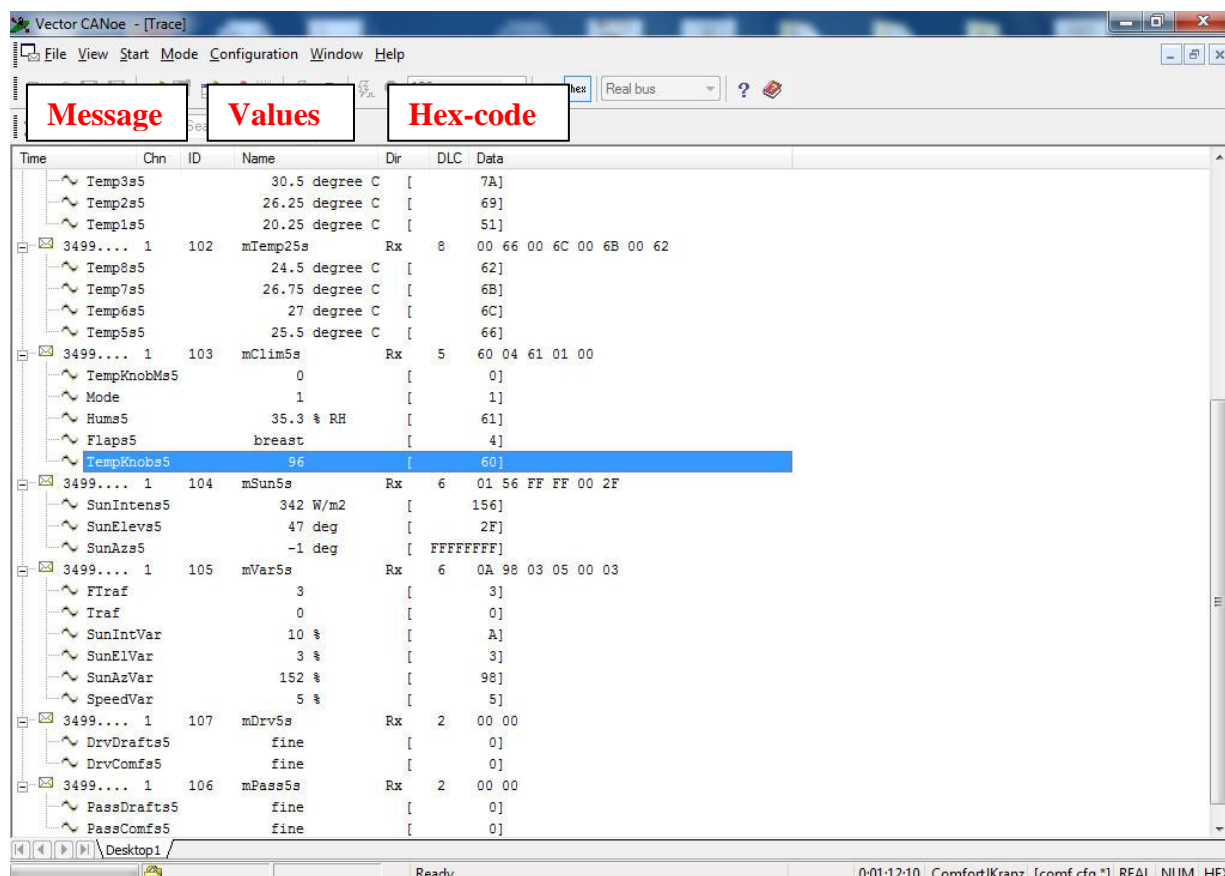 Vector CANoe - [Trace]
File View Start Mode Configuration Window Help
hex Real bus ?
Message Values Hex-code
Time Chn ID Name Dir DLC Data
Temp3s5 30.5 degree C [ 7A]
Temp2s5 26.25 degree C [ 69]
Temp1s5 20.25 degree C [ 51]
3499.... 1 102 mTemp25s Rx 8 00 66 00 6C 00 6B 00 62
Temp8s5 24.5 degree C [ 62]
Temp7s5 26.75 degree C [ 6B]
Temp6s5 27 degree C [ 6C]
Temp5s5 25.5 degree C [ 66]
3499.... 1 103 mClim5s Rx 5 60 04 61 01 00
TempKnobMs5 0 [ 0]
Mode 1 [ 1]
Hums5 35.3 % RH [ 61]
Flaps5 breast [ 4]
TempKnobs5 96 [ 60]
3499.... 1 104 mSun5s Rx 6 01 56 FF FF 00 2F
SunIntens5 342 W/m2 [ 156]
SunElevs5 47 deg [ 2F]
SunAzs5 -1 deg [ FFFFFFFF]
3499.... 1 105 mVar5s Rx 6 0A 98 03 05 00 03
FTraf 3 [ 3]
Traf 0 [ 0]
SunIntVar 10 % [ A]
SunElVar 3 % [ 3]
SunAzVar 152 % [ 98]
SpeedVar 5 % [ 5]
3499.... 1 107 mDrv5s Rx 2 00 00
DrvDrafts5 fine [ 0]
DrvComfs5 fine [ 0]
3499.... 1 106 mPass5s Rx 2 00 00
PassDrafts5 fine [ 0]
PassComfs5 fine [ 0]
Desktop1
Ready 0:01:12:10 Comfort|Kranz [comf.cfg *] REAL NUM HEX